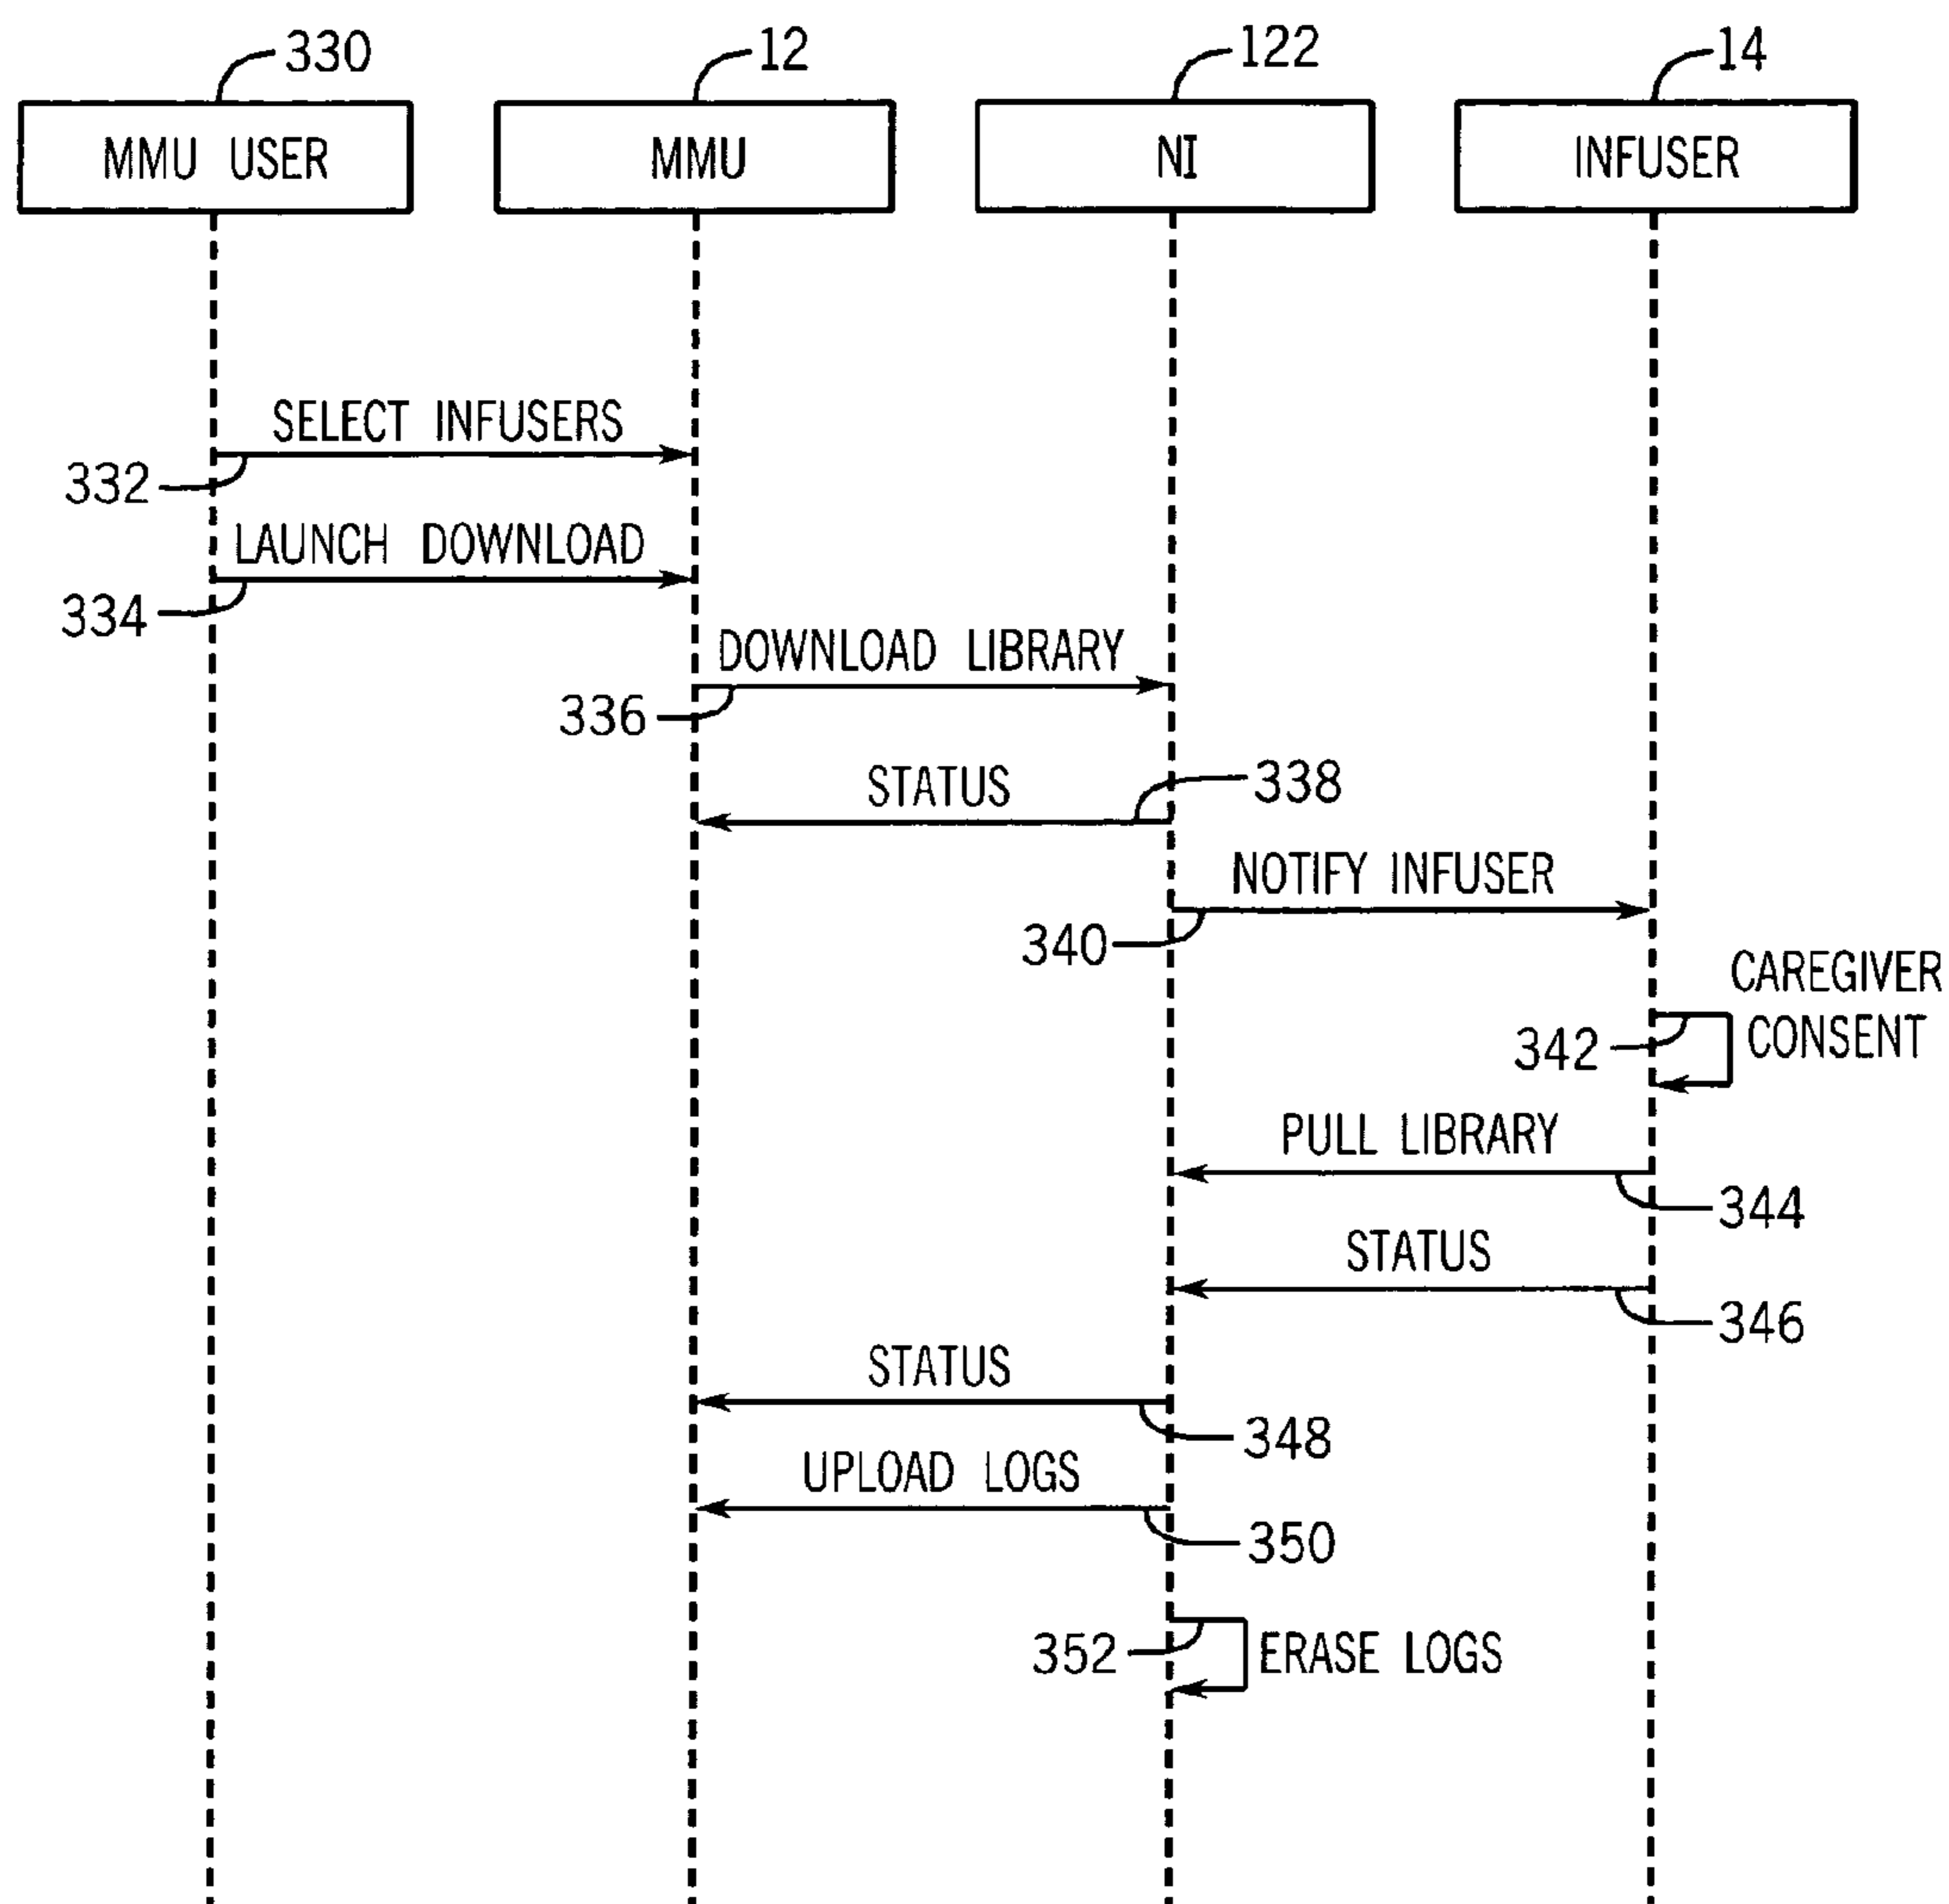 330
12
122
14
MMU USER
MMU
NI
INFUSER
SELECT INFUSERS
332
LAUNCH DOWNLOAD
334
DOWNLOAD LIBRARY
336
STATUS
338
NOTIFY INFUSER
340
CAREGIVER
CONSENT
342
PULL LIBRARY
344
STATUS
346
STATUS
348
UPLOAD LOGS
350
352
ERASE LOGS